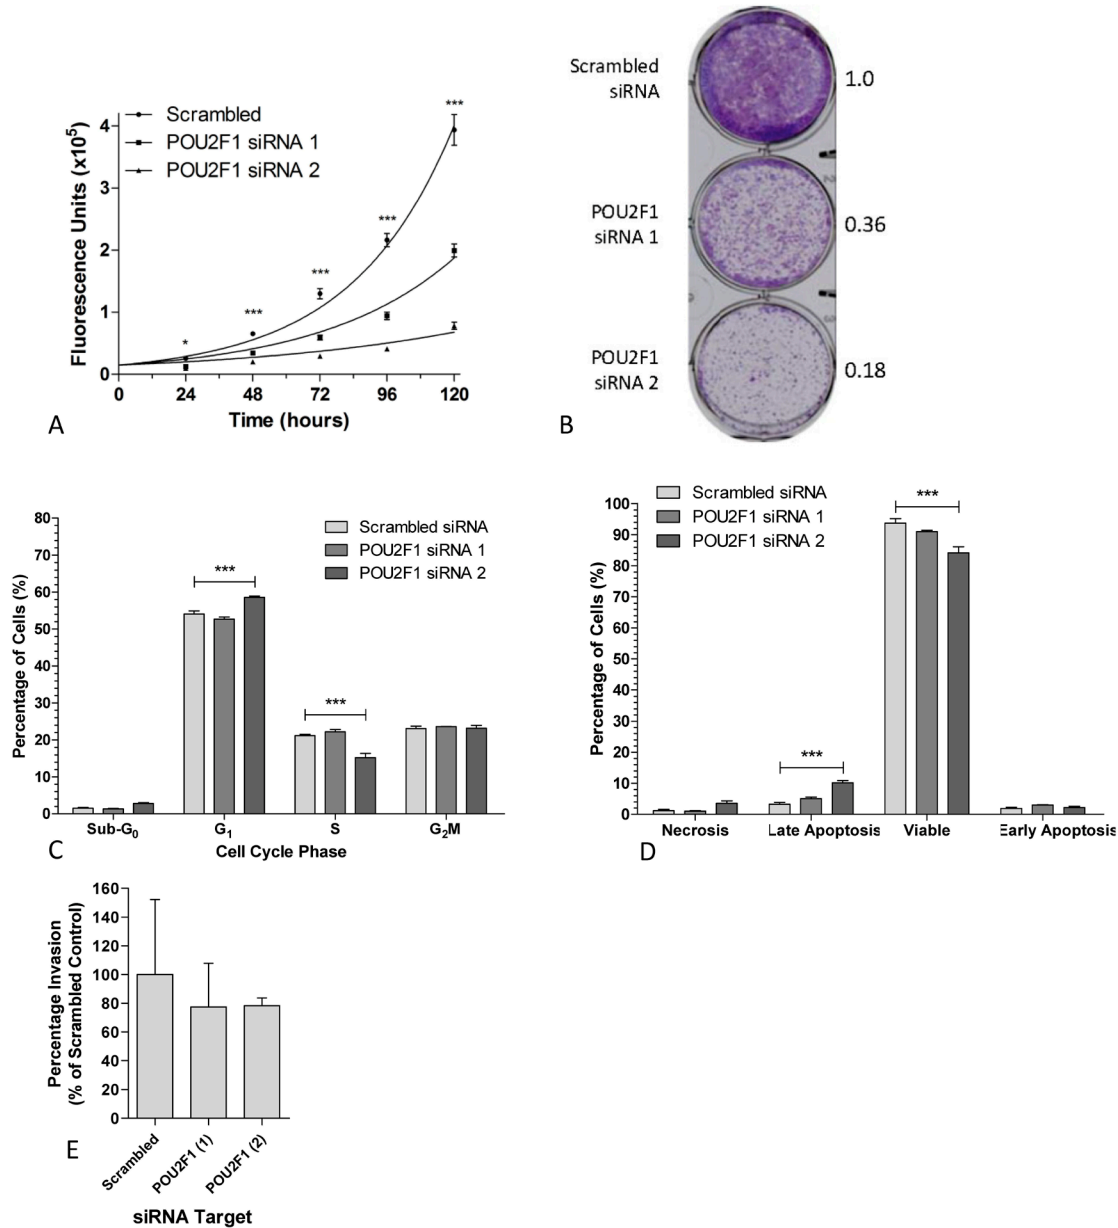 Scrambled
POU2F1 siRNA 1
POU2F1 siRNA 2
***
***
***
***
*
4
3
2
1
0
0 24 48 72 96 120
Fluorescence Units (x10⁵)
Time (hours)
A
Scrambled
siRNA
1.0
POU2F1
siRNA 1
0.36
POU2F1
siRNA 2
0.18
B
Scrambled siRNA
POU2F1 siRNA 1
POU2F1 siRNA 2
***
***
80
70
60
50
40
30
20
10
0
Percentage of Cells (%)
Sub-G₀ G₁ S G₂M
Cell Cycle Phase
C
Scrambled siRNA
POU2F1 siRNA 1
POU2F1 siRNA 2
***
***
100
90
80
70
60
50
40
30
20
10
0
Percentage of Cells (%)
Necrosis Late Apoptosis Viable Early Apoptosis
D
160
140
120
100
80
60
40
20
0
Percentage Invasion
(% of Scrambled Control)
Scrambled
POU2F1 (1)
POU2F1 (2)
siRNA Target
E